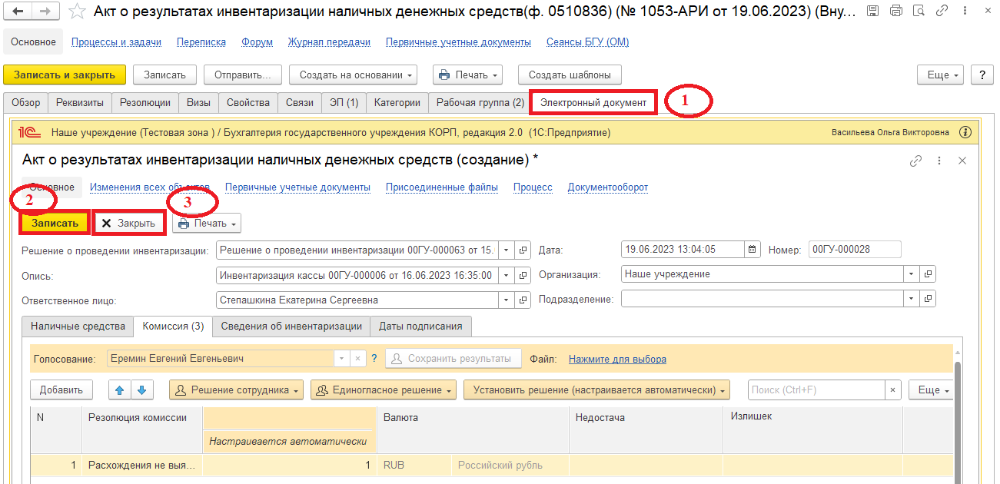 Акт о результатах инвентаризации наличных денежных средств(ф. 0510836) (№ 1053-АРИ от 19.06.2023) (Вну...
Основное Процессы и задачи Переписка Форум Журнал передачи Первичные учетные документы Сеансы БГУ (ОМ)
Записать и закрыть Записать Отправить... Создать на основании Печать Создать шаблоны Еще ?
Обзор Реквизиты Резолюции Визы Свойства Связи ЭП (1) Категории Рабочая группа (2) Электронный документ 1
1С Наше учреждение (Тестовая зона ) / Бухгалтерия государственного учреждения КОРП, редакция 2.0 (1С:Предприятие) Васильева Ольга Викторовна
Акт о результатах инвентаризации наличных денежных средств (создание) *
Основное Изменения всех объектов Первичные учетные документы Присоединенные файлы Процесс Документооборот
2 3
Записать Закрыть Печать
Решение о проведении инвентаризации: Решение о проведении инвентаризации 00ГУ-000063 от 15. Дата: 19.06.2023 13:04:05 Номер: 00ГУ-000028
Опись: Инвентаризация кассы 00ГУ-000006 от 16.06.2023 16:35:00 Организация: Наше учреждение
Ответственное лицо: Степашкина Екатерина Сергеевна Подразделение:
Наличные средства Комиссия (3) Сведения об инвентаризации Даты подписания
Голосование: Еремин Евгений Евгеньевич ? Сохранить результаты Файл: Нажмите для выбора
Добавить Решение сотрудника Единогласное решение Установить решение (настраивается автоматически) Поиск (Ctrl+F) × Еще
N Резолюция комиссии Валюта Недостача Излишек
Настраивается автоматически
1 Расхождения не выя... 1 RUB Российский рубль